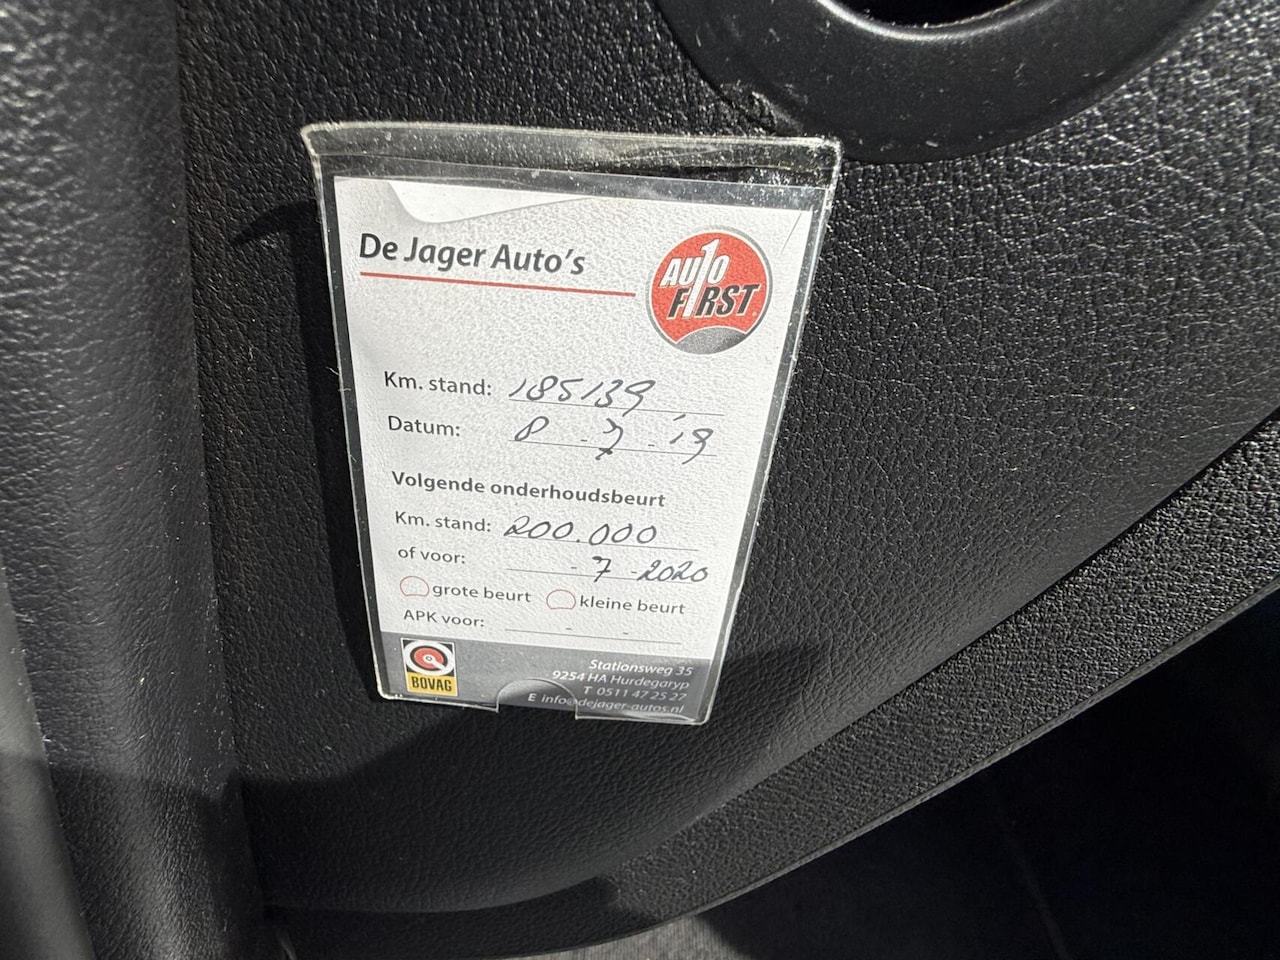 De Jager Auto's
AUTO
F1RST
Km. stand: 185139
Datum: 8 - 7 - '19
Volgende onderhoudsbeurt
Km. stand: 200.000
of voor: - 7 - 2020
grote beurt kleine beurt
APK voor: - -
BOVAG
Stationsweg 35
9254 HA Hurdegaryp
T 0511 47 25 27
E info@dejager-autos.nl